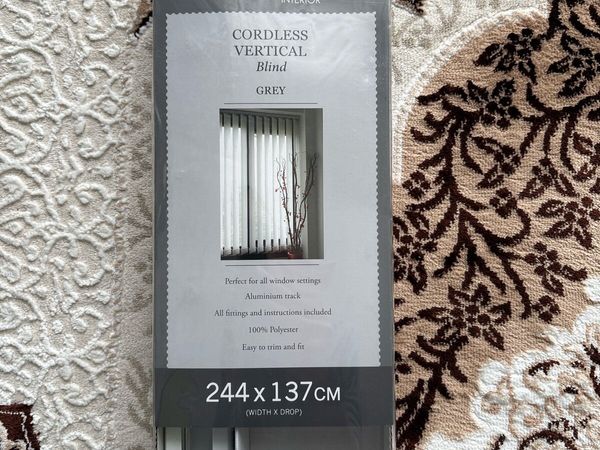 INTERIOR
CORDLESS
VERTICAL
Blind
GREY
Perfect for all window settings
Aluminium track
All fittings and instructions included
100% Polyester
Easy to trim and fit
244 x 137CM
(WIDTH X DROP)